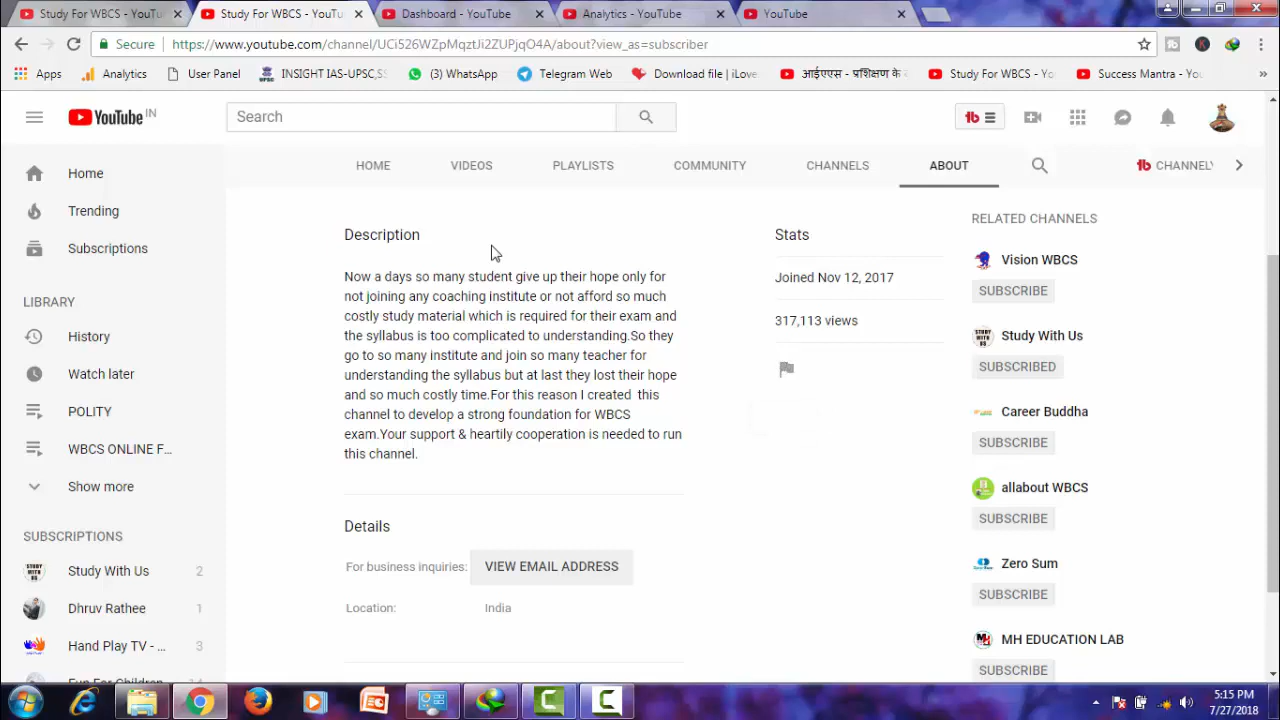 Study For WBCS - YouTu
Study For WBCS - YouTu
Dashboard - YouTube
Analytics - YouTube
YouTube
Secure
https://www.youtube.com/channel/UCi526WZpMqztJi2ZUPjqO4A/about?view_as=subscriber
Apps
Analytics
User Panel
INSIGHT IAS-UPSC,SS
(3) WhatsApp
Telegram Web
Download file | iLove
आईएएस - प्रशिक्षण के
Study For WBCS - Yo
Success Mantra - You
YouTube IN
Search
HOME
VIDEOS
PLAYLISTS
COMMUNITY
CHANNELS
ABOUT
tb CHANNELY
Home
Trending
Subscriptions
LIBRARY
History
Watch later
POLITY
WBCS ONLINE F...
Show more
SUBSCRIPTIONS
Study With Us 2
Dhruv Rathee 1
Hand Play TV - ... 3
Fun For Children 14
Description
Now a days so many student give up their hope only for
not joining any coaching institute or not afford so much
costly study material which is required for their exam and
the syllabus is too complicated to understanding.So they
go to so many institute and join so many teacher for
understanding the syllabus but at last they lost their hope
and so much costly time.For this reason I created this
channel to develop a strong foundation for WBCS
exam.Your support & heartily cooperation is needed to run
this channel.
Details
For business inquiries: VIEW EMAIL ADDRESS
Location: India
Stats
Joined Nov 12, 2017
317,113 views
RELATED CHANNELS
Vision WBCS
SUBSCRIBE
Study With Us
SUBSCRIBED
Career Buddha
SUBSCRIBE
allabout WBCS
SUBSCRIBE
Zero Sum
SUBSCRIBE
MH EDUCATION LAB
SUBSCRIBE
5:15 PM
7/27/2018